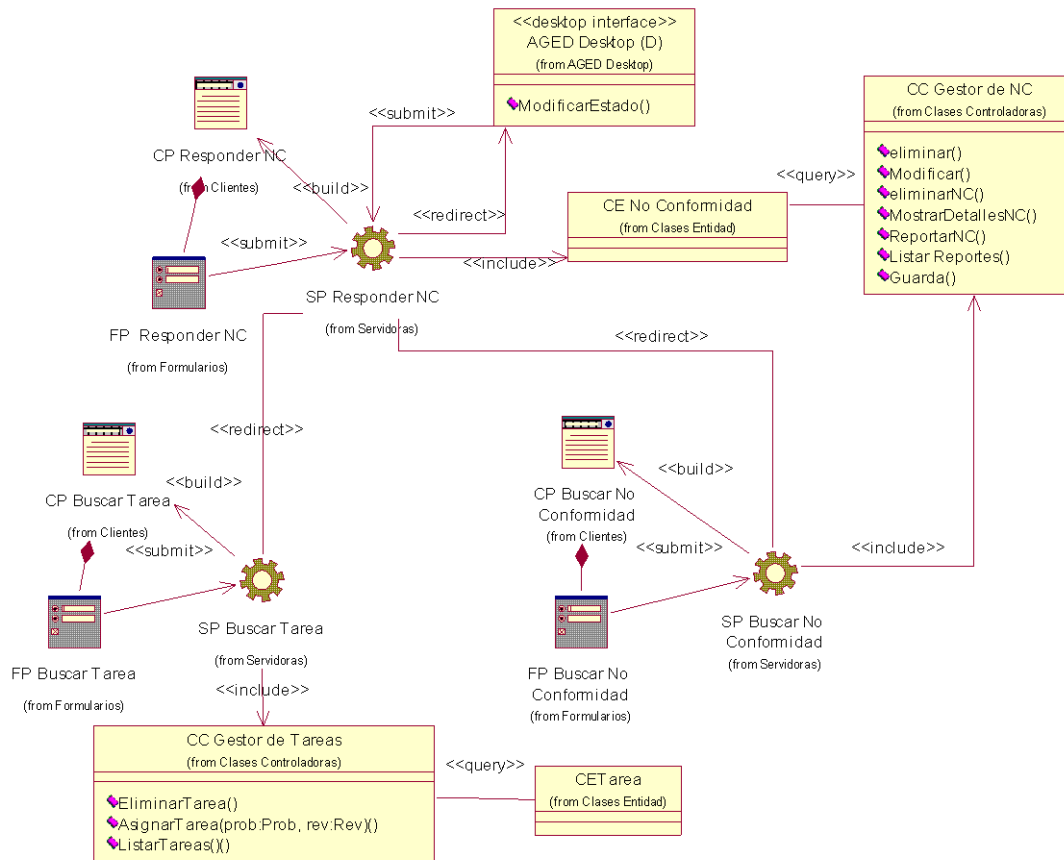 <<desktop interface>>
AGED Desktop (D)
(from AGED Desktop)
ModificarEstado()
CC Gestor de NC
(from Clases Controladoras)
eliminar()
Modificar()
eliminarNC()
MostrarDetallesNC()
ReportarNC()
Listar Reportes()
Guarda()
<<submit>>
CP Responder NC
(from Clientes)
<<build>>
<<query>>
<<redirect>>
CE No Conformidad
(from Clases Entidad)
<<submit>>
<<include>>
SP Responder NC
(from Servidoras)
FP Responder NC
(from Formularios)
<<redirect>>
<<redirect>>
<<build>>
CP Buscar Tarea
(from Clientes)
<<submit>>
<<build>>
CP Buscar No
Conformidad
(from Clientes)
<<submit>>
<<include>>
SP Buscar Tarea
(from Servidoras)
FP Buscar Tarea
(from Formularios)
SP Buscar No
Conformidad
(from Servidoras)
FP Buscar No
Conformidad
(from Formularios)
<<include>>
CC Gestor de Tareas
(from Clases Controladoras)
EliminarTarea()
AsignarTarea(prob:Prob, rev:Rev)()
ListarTareas()()
<<query>>
CETarea
(from Clases Entidad)